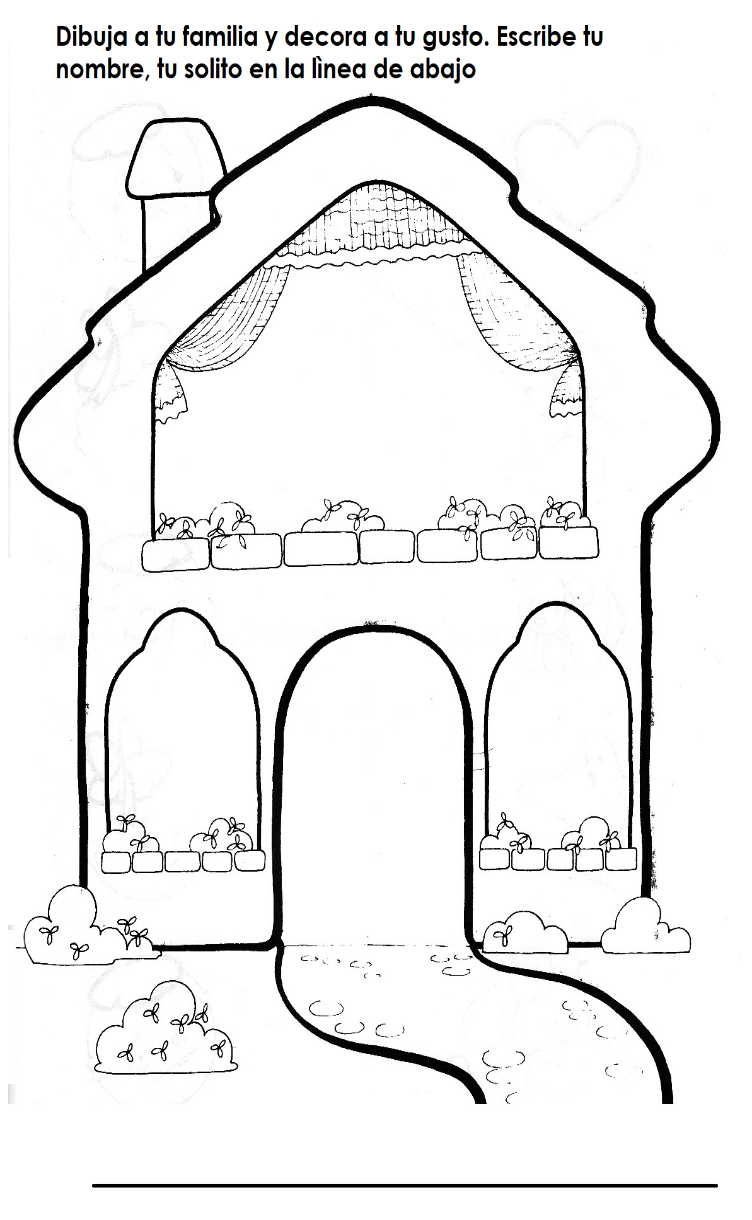 Dibuja a tu familia y decora a tu gusto. Escribe tu
nombre, tu solito en la lìnea de abajo